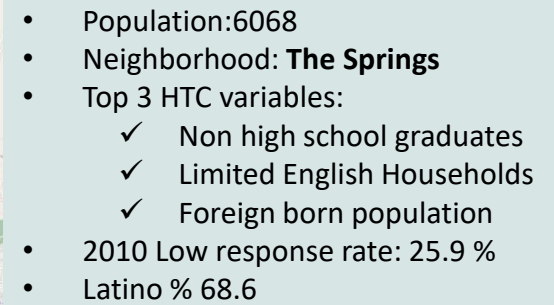 • Population:6068
• Neighborhood: The Springs
• Top 3 HTC variables:
✓ Non high school graduates
✓ Limited English Households
✓ Foreign born population
• 2010 Low response rate: 25.9 %
• Latino % 68.6